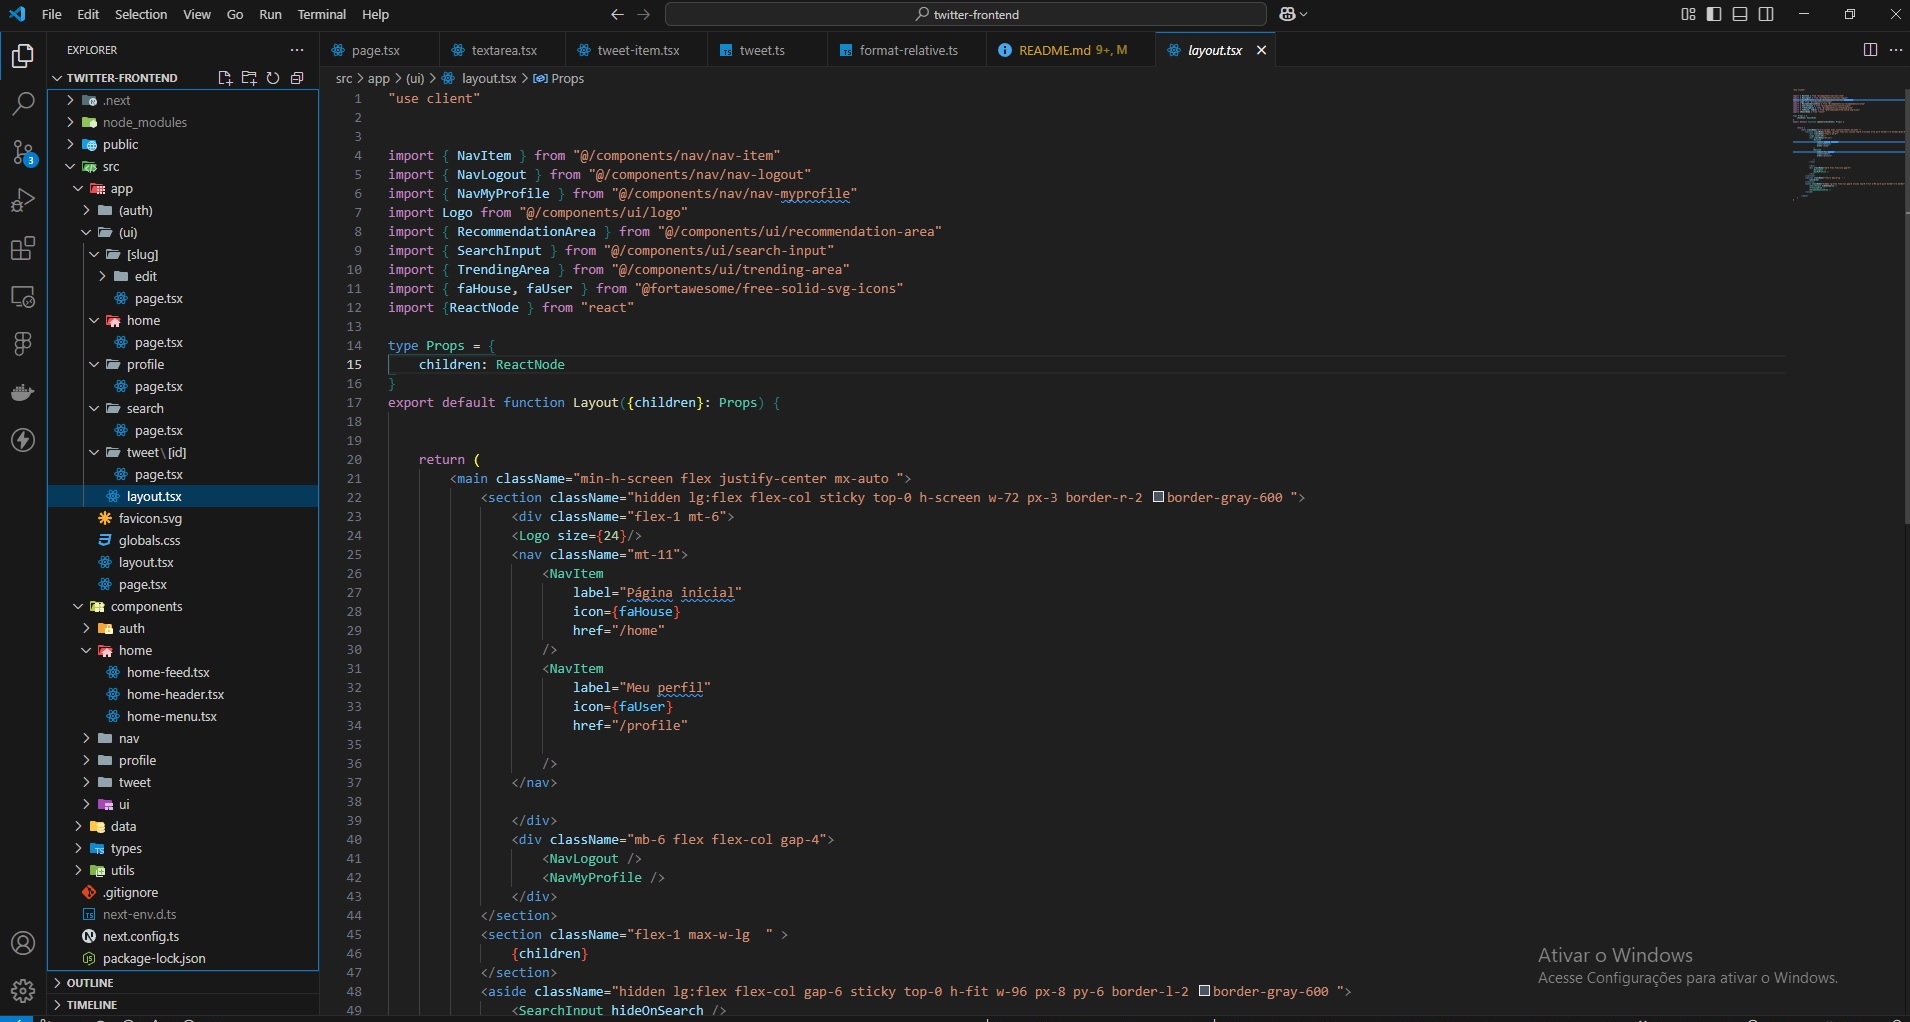 File Edit Selection View Go Run Terminal Help
twitter-frontend
EXPLORER
TWITTER-FRONTEND
.next
node_modules
public
src
app
(auth)
(ui)
[slug]
edit
page.tsx
home
page.tsx
profile
page.tsx
search
page.tsx
tweet\[id]
page.tsx
layout.tsx
favicon.svg
globals.css
layout.tsx
page.tsx
components
auth
home
home-feed.tsx
home-header.tsx
home-menu.tsx
nav
profile
tweet
ui
data
types
utils
.gitignore
next-env.d.ts
next.config.ts
package-lock.json
OUTLINE
TIMELINE
3
page.tsx textarea.tsx tweet-item.tsx tweet.ts format-relative.ts README.md 9+, M layout.tsx
src > app > (ui) > layout.tsx > Props
1 "use client"
2
3
4 import { NavItem } from "@/components/nav/nav-item"
5 import { NavLogout } from "@/components/nav/nav-logout"
6 import { NavMyProfile } from "@/components/nav/nav-myprofile"
7 import Logo from "@/components/ui/logo"
8 import { RecommendationArea } from "@/components/ui/recommendation-area"
9 import { SearchInput } from "@/components/ui/search-input"
10 import { TrendingArea } from "@/components/ui/trending-area"
11 import { faHouse, faUser } from "@fortawesome/free-solid-svg-icons"
12 import {ReactNode } from "react"
13
14 type Props = {
15 children: ReactNode
16 }
17 export default function Layout({children}: Props) {
18
19
20 return (
21 <main className="min-h-screen flex justify-center mx-auto ">
22 <section className="hidden lg:flex flex-col sticky top-0 h-screen w-72 px-3 border-r-2 border-gray-600 ">
23 <div className="flex-1 mt-6">
24 <Logo size={24}/>
25 <nav className="mt-11">
26 <NavItem
27 label="Página inicial"
28 icon={faHouse}
29 href="/home"
30 />
31 <NavItem
32 label="Meu perfil"
33 icon={faUser}
34 href="/profile"
35
36 />
37 </nav>
38
39 </div>
40 <div className="mb-6 flex flex-col gap-4">
41 <NavLogout />
42 <NavMyProfile />
43 </div>
44 </section>
45 <section className="flex-1 max-w-lg  " >
46 {children}
47 </section>
48 <aside className="hidden lg:flex flex-col gap-6 sticky top-0 h-fit w-96 px-8 py-6 border-l-2 border-gray-600 ">
49 <SearchInput hideOnSearch />
Ativar o Windows
Acesse Configurações para ativar o Windows.